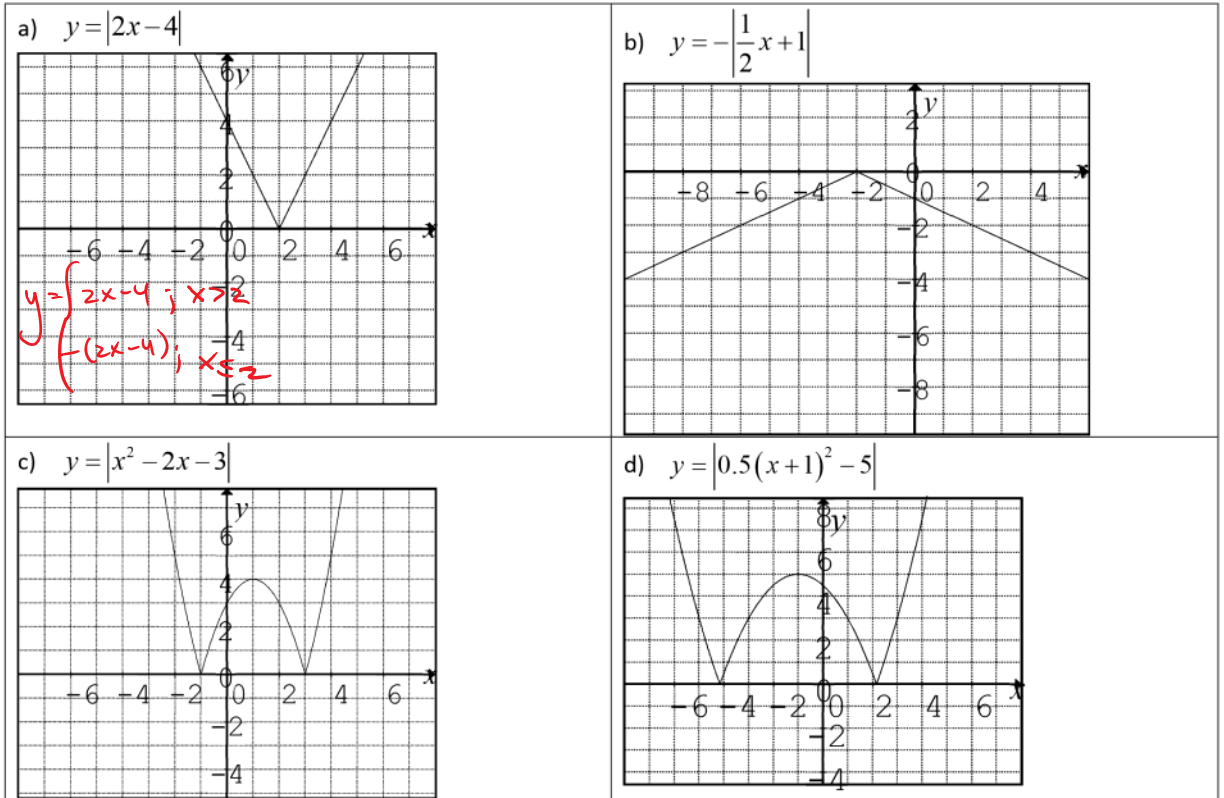 a) y = |2x − 4|
6 y
4
2
0 x
−6 −4 −2 0 2 4 6
−2
−4
−6
y = { 2x-4 ; x>2
-(2x-4) ; x≤2
b) y = −|1/2 x + 1|
2 y
0 x
−8 −6 −4 −2 0 2 4
−2
−4
−6
−8
c) y = |x² − 2x − 3|
y
6
4
2
0 x
−6 −4 −2 0 2 4 6
−2
−4
d) y = |0.5(x+1)² − 5|
8 y
6
4
2
0 x
−6 −4 −2 0 2 4 6
−2
−4